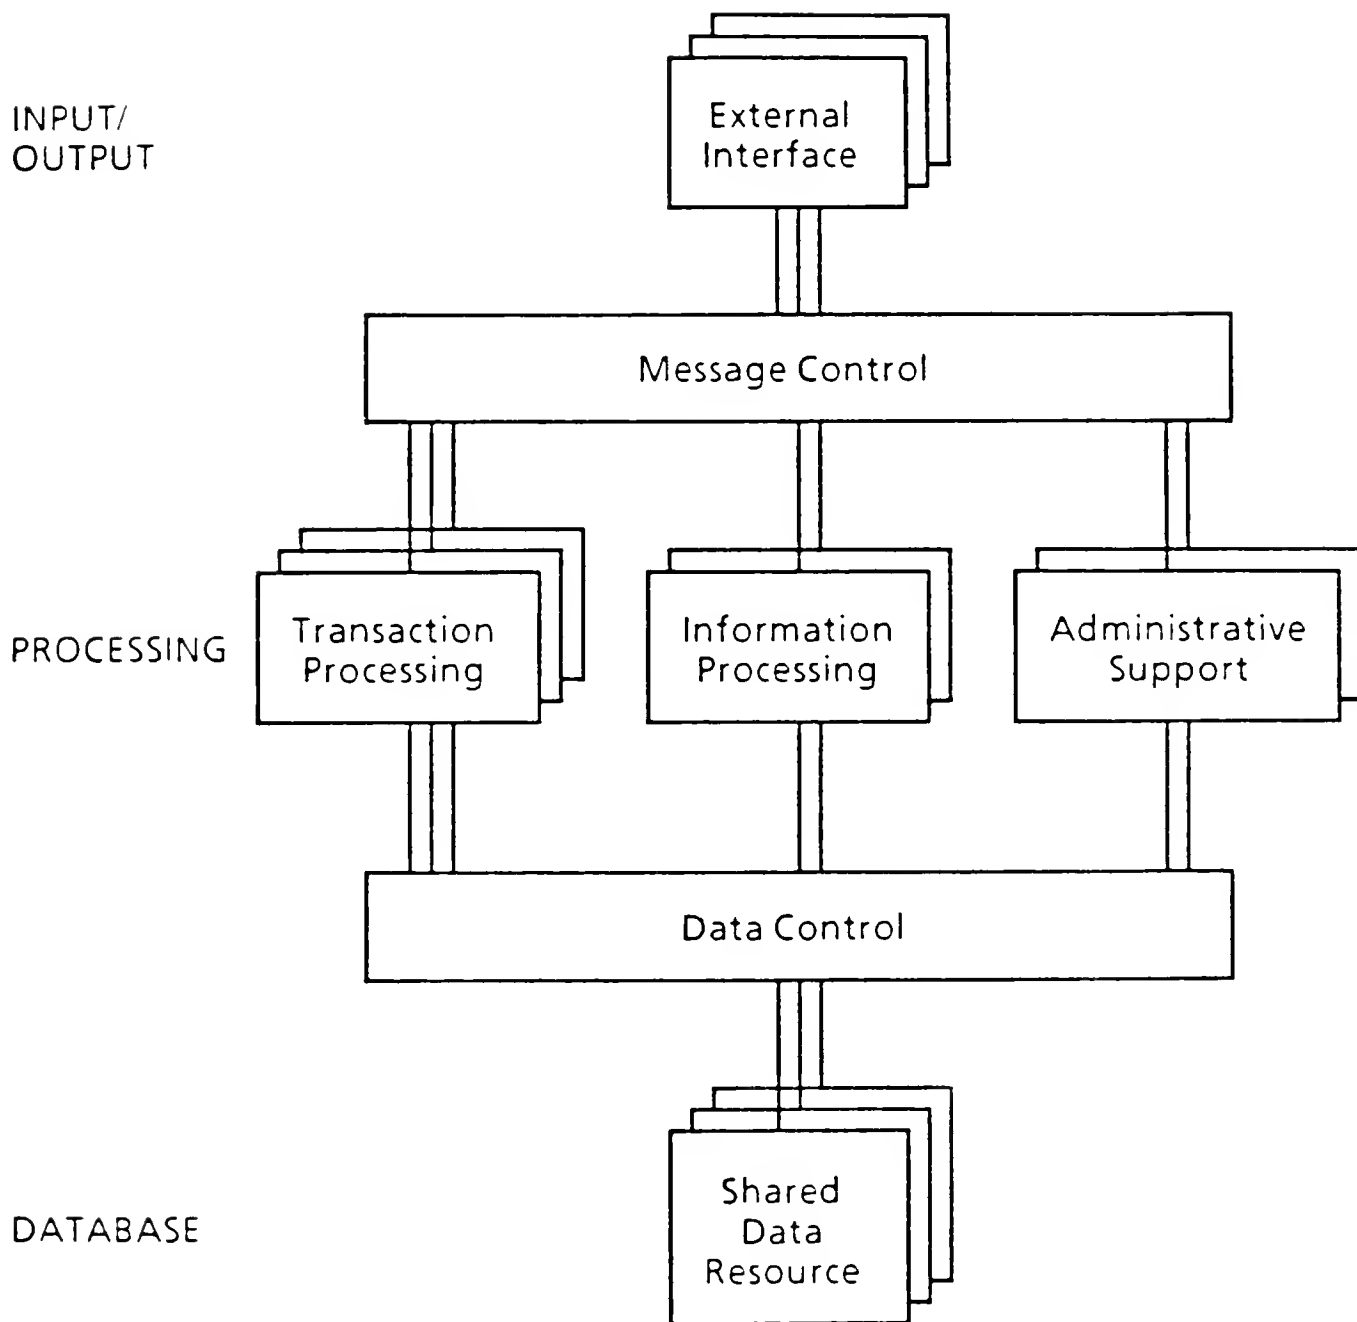 INPUT/
OUTPUT
External
Interface
Message Control
PROCESSING
Transaction
Processing
Information
Processing
Administrative
Support
Data Control
DATABASE
Shared
Data
Resource